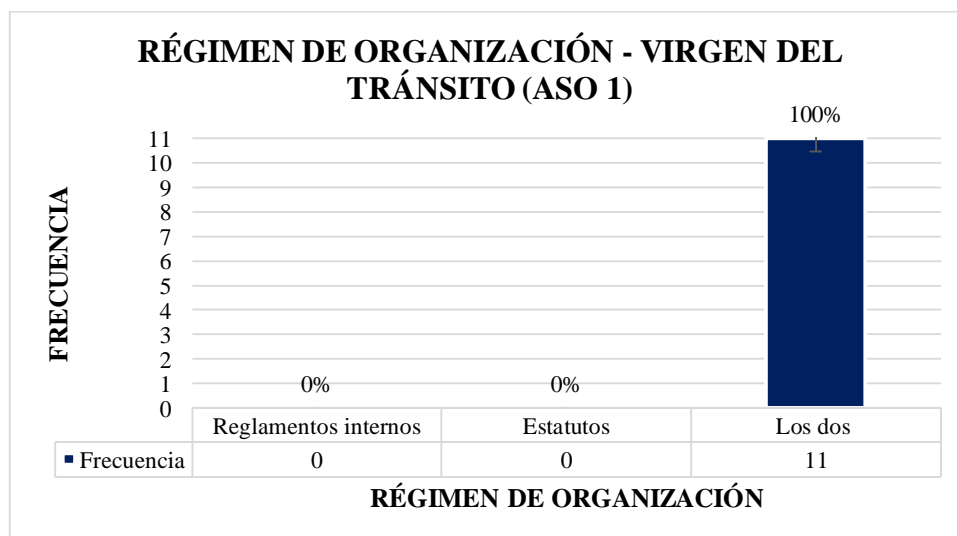 RÉGIMEN DE ORGANIZACIÓN - VIRGEN DEL
TRÁNSITO (ASO 1)
100%
FRECUENCIA
11
10
9
8
7
6
5
4
3
2
1
0
0% 0%
Reglamentos internos Estatutos Los dos
Frecuencia 0 0 11
RÉGIMEN DE ORGANIZACIÓN